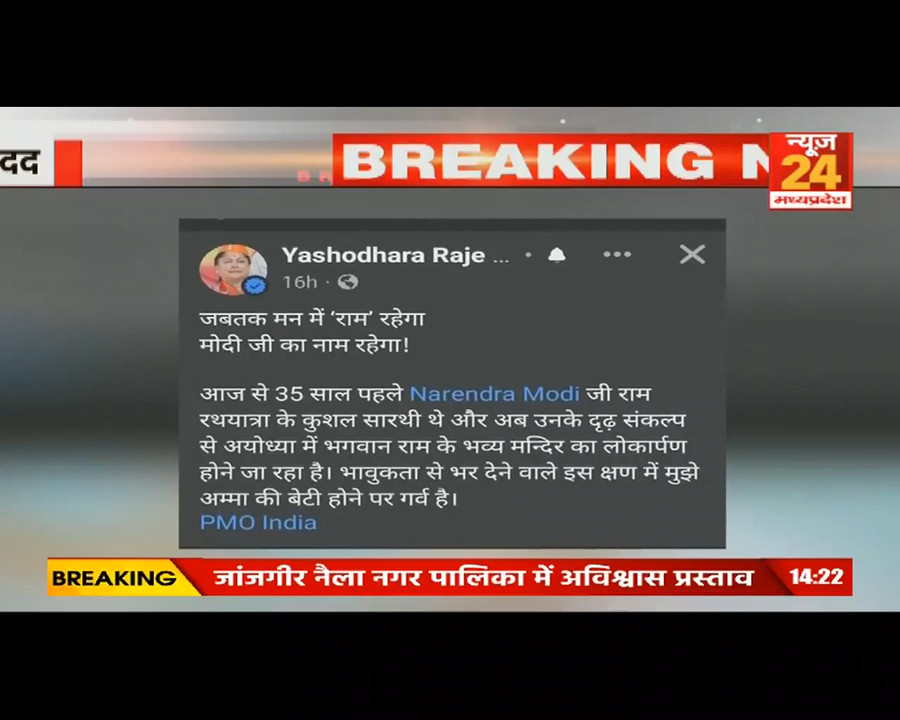 दद
BREAKING N
न्यूज़
24
मध्यप्रदेश
Yashodhara Raje ...
16h
जबतक मन में ‘राम’ रहेगा
मोदी जी का नाम रहेगा!
आज से 35 साल पहले Narendra Modi जी राम
रथयात्रा के कुशल सारथी थे और अब उनके दृढ़ संकल्प
से अयोध्या में भगवान राम के भव्य मन्दिर का लोकार्पण
होने जा रहा है। भावुकता से भर देने वाले इस क्षण में मुझे
अम्मा की बेटी होने पर गर्व है।
PMO India
BREAKING जांजगीर नैला नगर पालिका में अविश्वास प्रस्ताव 14:22